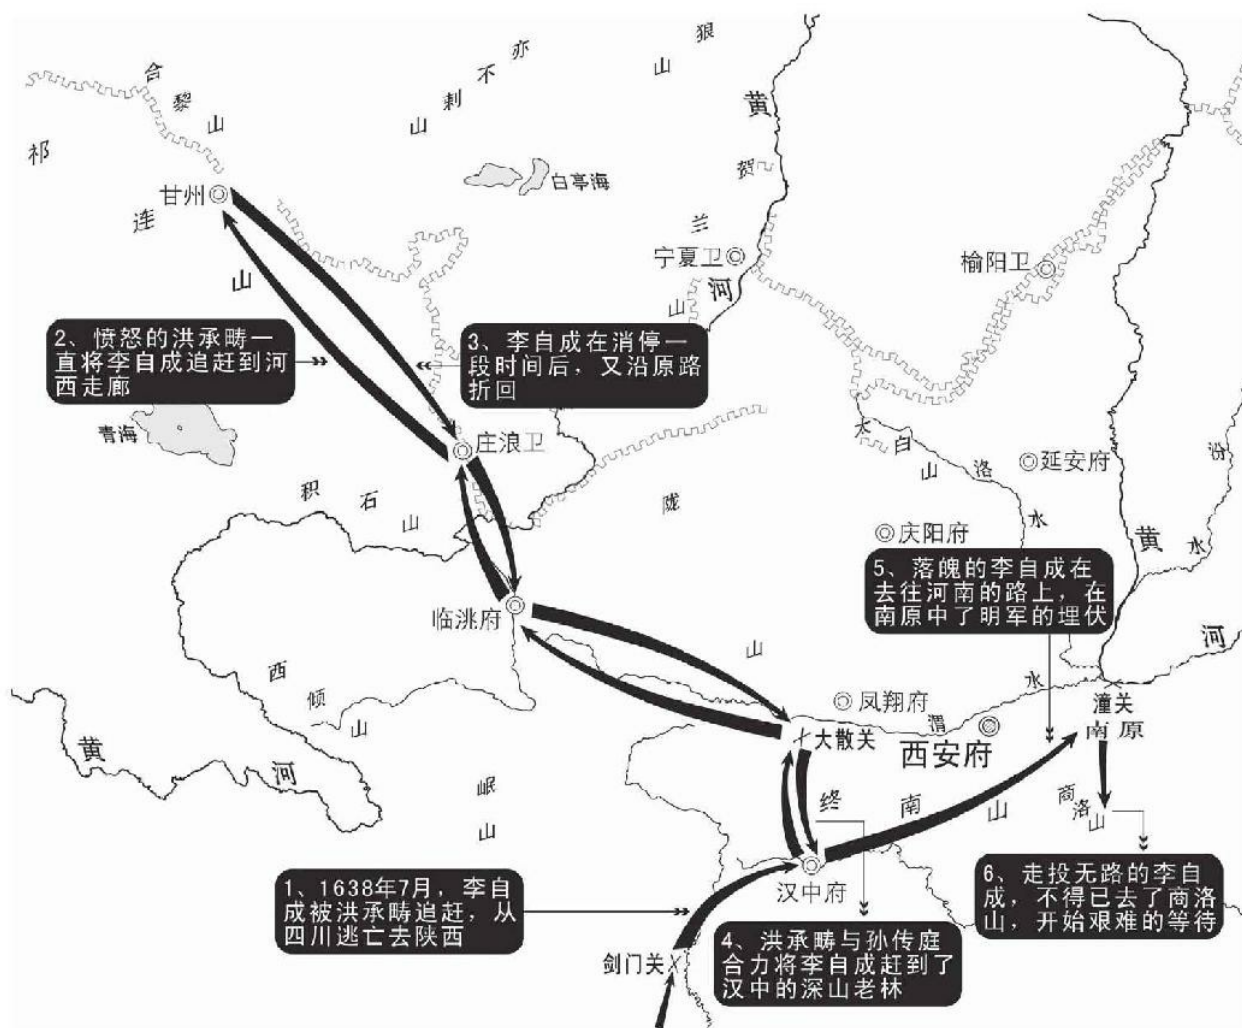 合黎山
祁连山
亦不剌山
狼山
黄河
贺兰山
白亭海
甘州
宁夏卫
榆阳卫
2、愤怒的洪承畴一
直将李自成追赶到河
西走廊
3、李自成在消停一
段时间后，又沿原路
折回
青海
庄浪卫
太白山
洛水
延安府
汾水
积石山
陇山
庆阳府
黄河
5、落魄的李自成在
去往河南的路上，在
南原中了明军的埋伏
临洮府
西倾山
凤翔府
渭水
潼关
南原
西安府
大散关
黄河
岷山
终南山
商洛山
1、1638年7月，李自
成被洪承畴追赶，从
四川逃亡去陕西
汉中府
6、走投无路的李自
成，不得已去了商洛
山，开始艰难的等待
4、洪承畴与孙传庭
合力将李自成赶到了
汉中的深山老林
剑门关